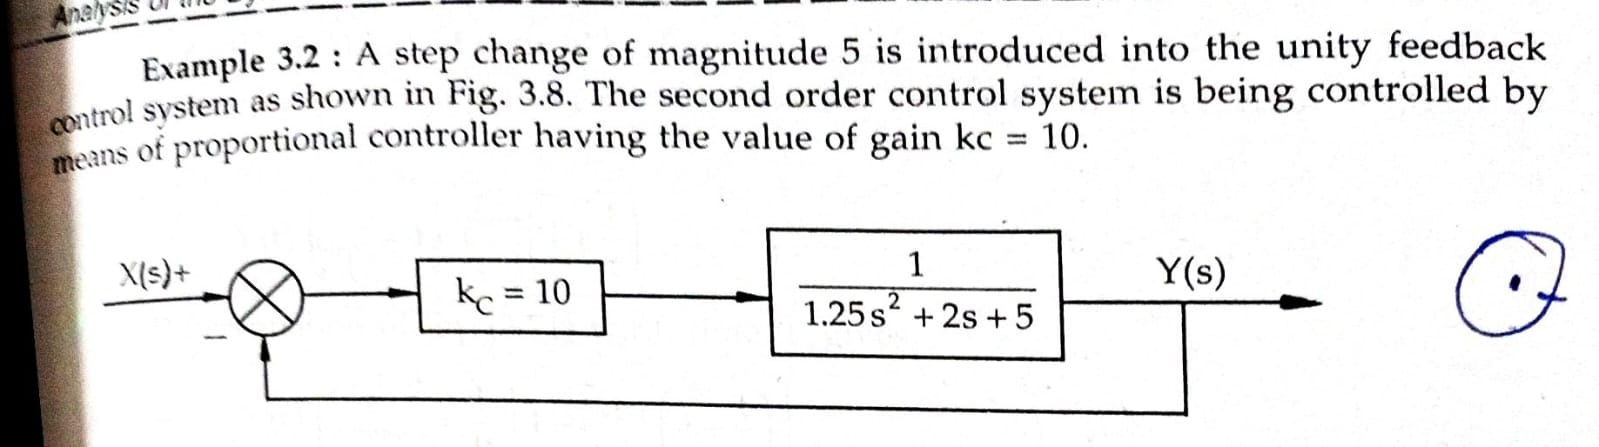 Analysis
Example 3.2 : A step change of magnitude 5 is introduced into the unity feedback
control system as shown in Fig. 3.8. The second order control system is being controlled by
means of proportional controller having the value of gain kc = 10.
X(s)+
−
kc = 10
1
1.25 s² + 2s + 5
Y(s)